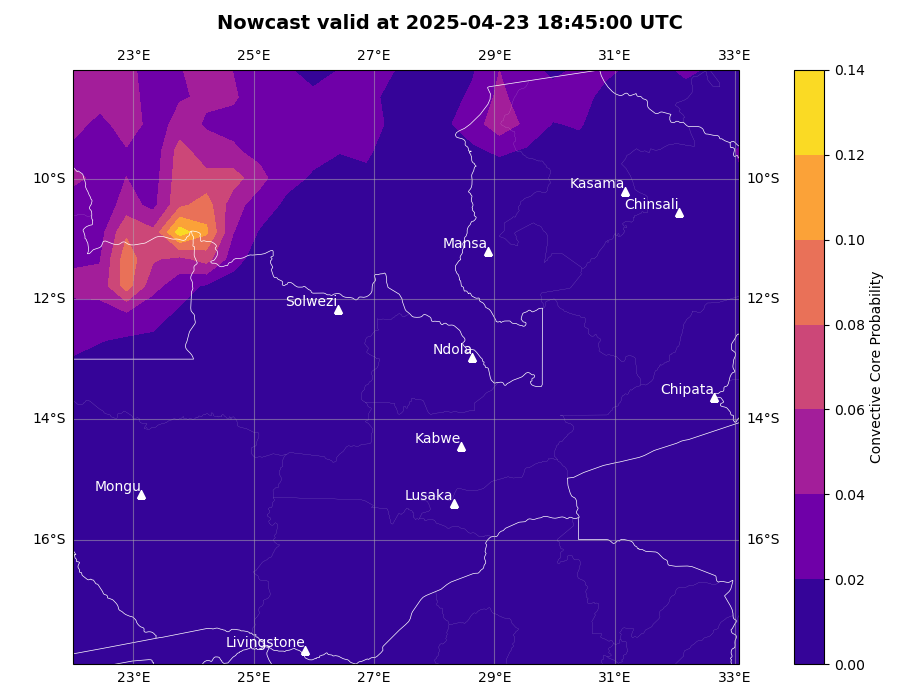 Nowcast valid at 2025-04-23 18:45:00 UTC
23°E 25°E 27°E 29°E 31°E 33°E
0.14
0.12
10°S 10°S
Kasama
Chinsali
0.10
Mansa
12°S 12°S
Solwezi
0.08
Ndola
Chipata
0.06
14°S 14°S
Kabwe
Mongu
Lusaka
0.04
16°S 16°S
0.02
Livingstone
0.00
23°E 25°E 27°E 29°E 31°E 33°E
Convective Core Probability